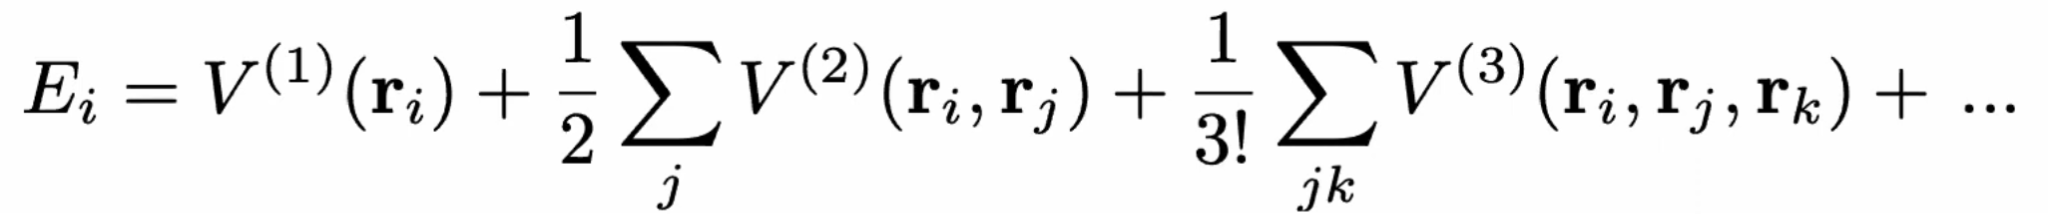 $E_i = V^{(1)}(\mathbf{r}_i) + \frac{1}{2} \sum_{j} V^{(2)}(\mathbf{r}_i, \mathbf{r}_j) + \frac{1}{3!} \sum_{jk} V^{(3)}(\mathbf{r}_i, \mathbf{r}_j, \mathbf{r}_k) + ...$